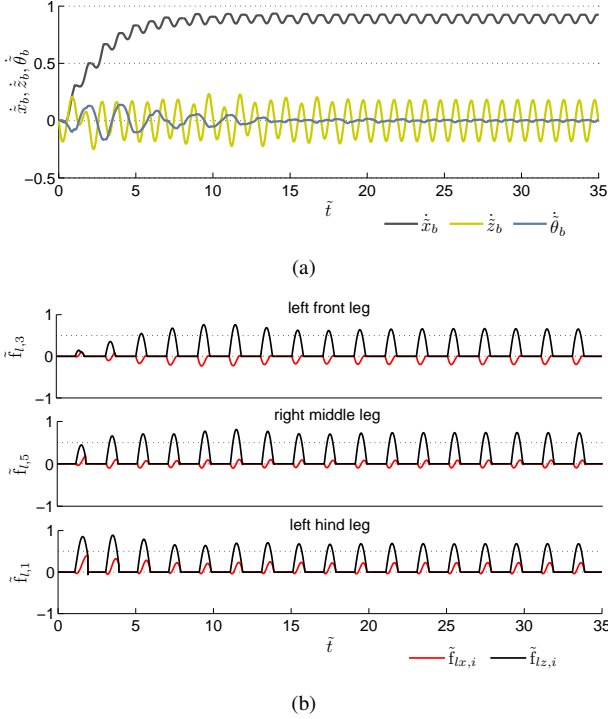 1
0.5
0
−0.5
0 5 10 15 20 25 30 35
ẋ̃_b, ż̃_b, θ̇̃_b
t̃
ẋ̃_b ż̃_b θ̇̃_b
(a)
left front leg
1
0
−1
f̃_{l,3}
right middle leg
1
0
−1
f̃_{l,5}
left hind leg
1
0
−1
f̃_{l,1}
0 5 10 15 20 25 30 35
t̃
f̃_{lx,i} f̃_{lz,i}
(b)